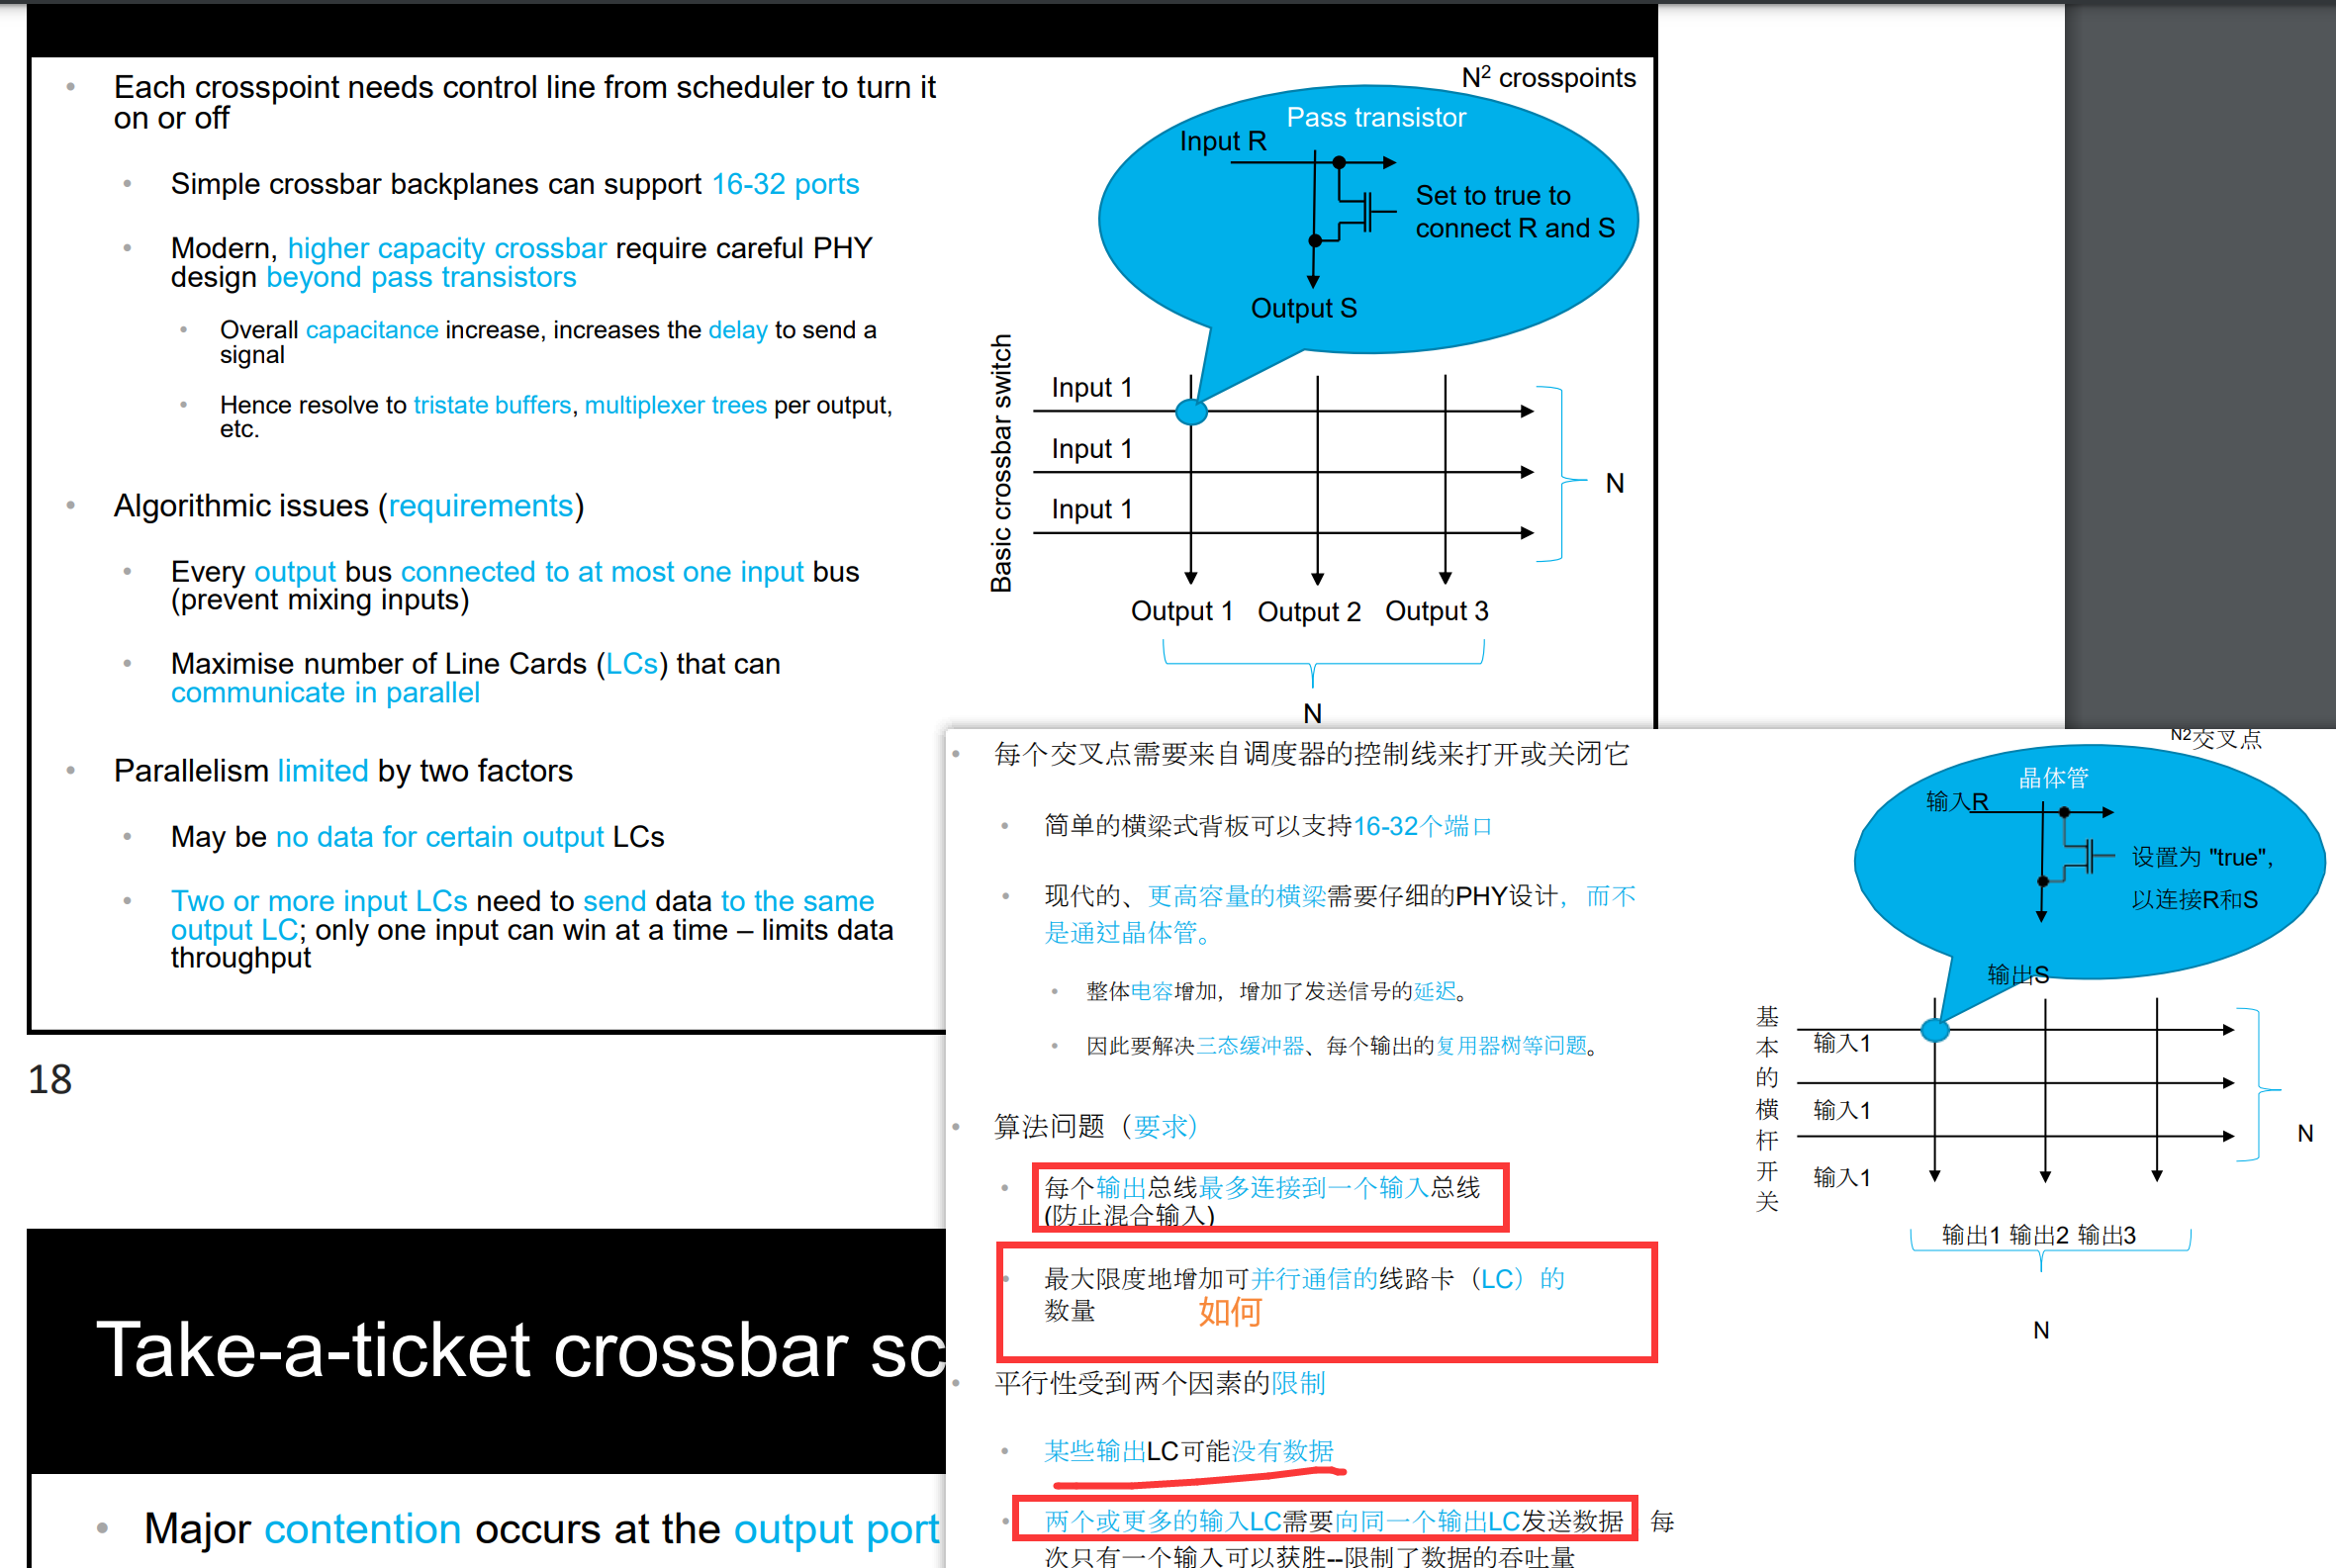 Each crosspoint needs control line from scheduler to turn it
on or off
Simple crossbar backplanes can support 16-32 ports
Modern, higher capacity crossbar require careful PHY
design beyond pass transistors
Overall capacitance increase, increases the delay to send a
signal
Hence resolve to tristate buffers, multiplexer trees per output,
etc.
Algorithmic issues (requirements)
Every output bus connected to at most one input bus
(prevent mixing inputs)
Maximise number of Line Cards (LCs) that can
communicate in parallel
Parallelism limited by two factors
May be no data for certain output LCs
Two or more input LCs need to send data to the same
output LC; only one input can win at a time – limits data
throughput
N² crosspoints
Pass transistor
Input R
Set to true to
connect R and S
Output S
Basic crossbar switch
Input 1
Input 1
Input 1
N
Output 1 Output 2 Output 3
N
18
Take-a-ticket crossbar sc
Major contention occurs at the output port
每个交叉点需要来自调度器的控制线来打开或关闭它
简单的横梁式背板可以支持16-32个端口
现代的、更高容量的横梁需要仔细的PHY设计，而不
是通过晶体管。
整体电容增加，增加了发送信号的延迟。
因此要解决三态缓冲器、每个输出的复用器树等问题。
算法问题（要求）
每个输出总线最多连接到一个输入总线
(防止混合输入)
最大限度地增加可并行通信的线路卡（LC）的
数量
如何
平行性受到两个因素的限制
某些输出LC可能没有数据
两个或更多的输入LC需要向同一个输出LC发送数据 每
次只有一个输入可以获胜--限制了数据的吞吐量
N2交叉点
晶体管
输入R
设置为 "true",
以连接R和S
输出S
基本的横杆开关
输入1
输入1
输入1
N
输出1 输出2 输出3
N